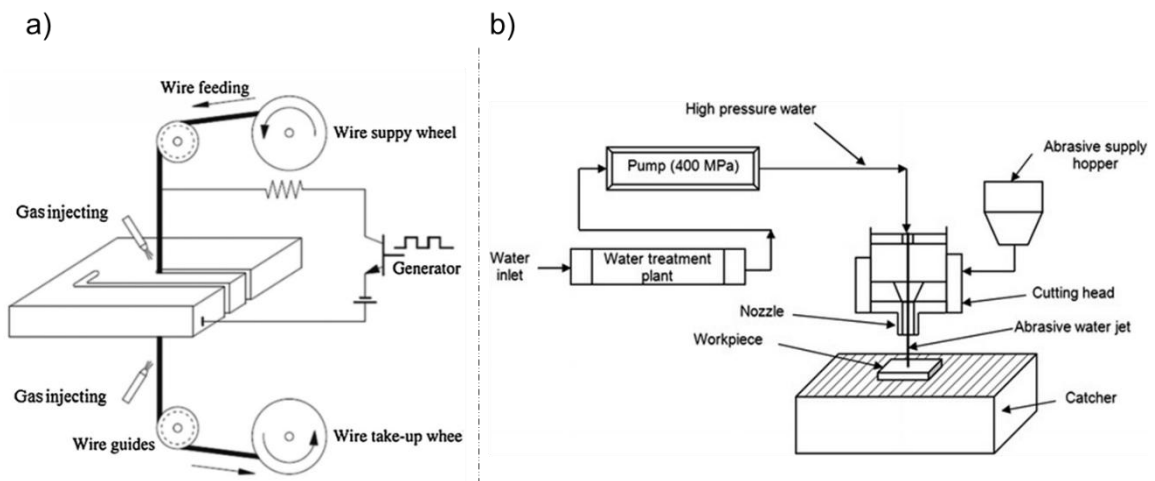 a)
Wire feeding
Wire suppy wheel
Gas injecting
Generator
Gas injecting
Wire guides
Wire take-up whee
b)
High pressure water
Abrasive supply
hopper
Pump (400 MPa)
Water
inlet
Water treatment
plant
Cutting head
Nozzle
Abrasive water jet
Workpiece
Catcher